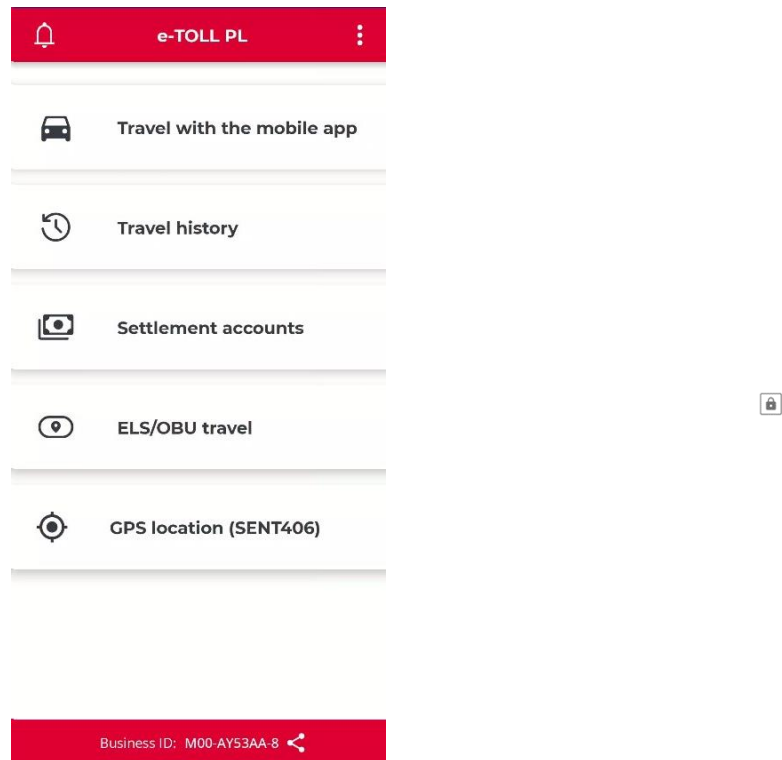 e-TOLL PL
Travel with the mobile app
Travel history
Settlement accounts
ELS/OBU travel
GPS location (SENT406)
Business ID: M00-AY53AA-8